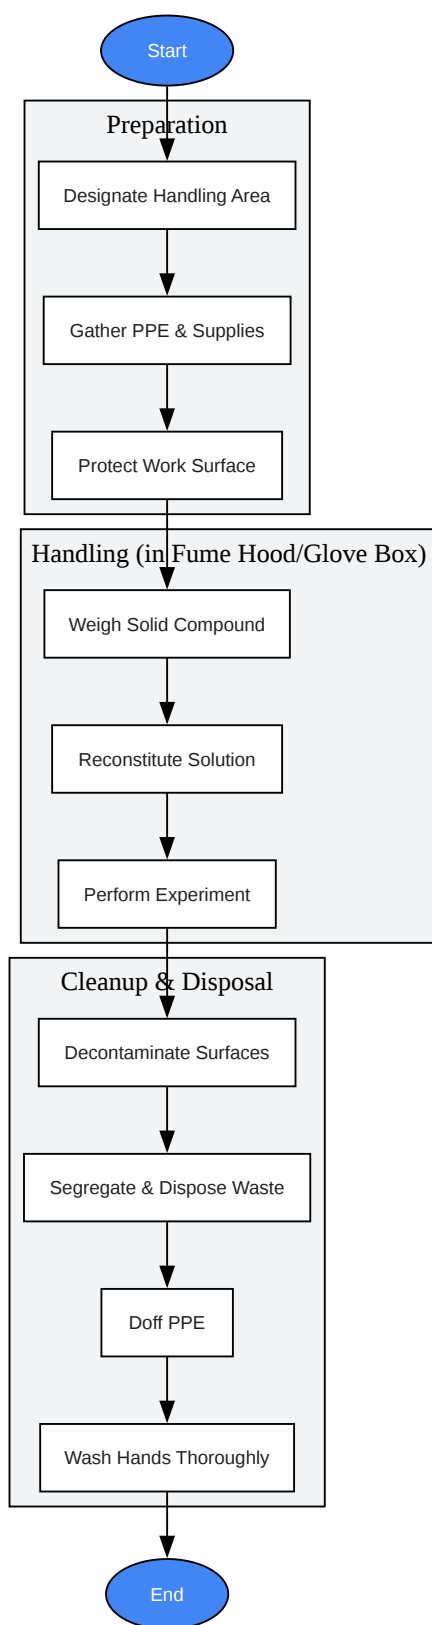 Start
Preparation
Designate Handling Area
Gather PPE & Supplies
Protect Work Surface
Handling (in Fume Hood/Glove Box)
Weigh Solid Compound
Reconstitute Solution
Perform Experiment
Cleanup & Disposal
Decontaminate Surfaces
Segregate & Dispose Waste
Doff PPE
Wash Hands Thoroughly
End